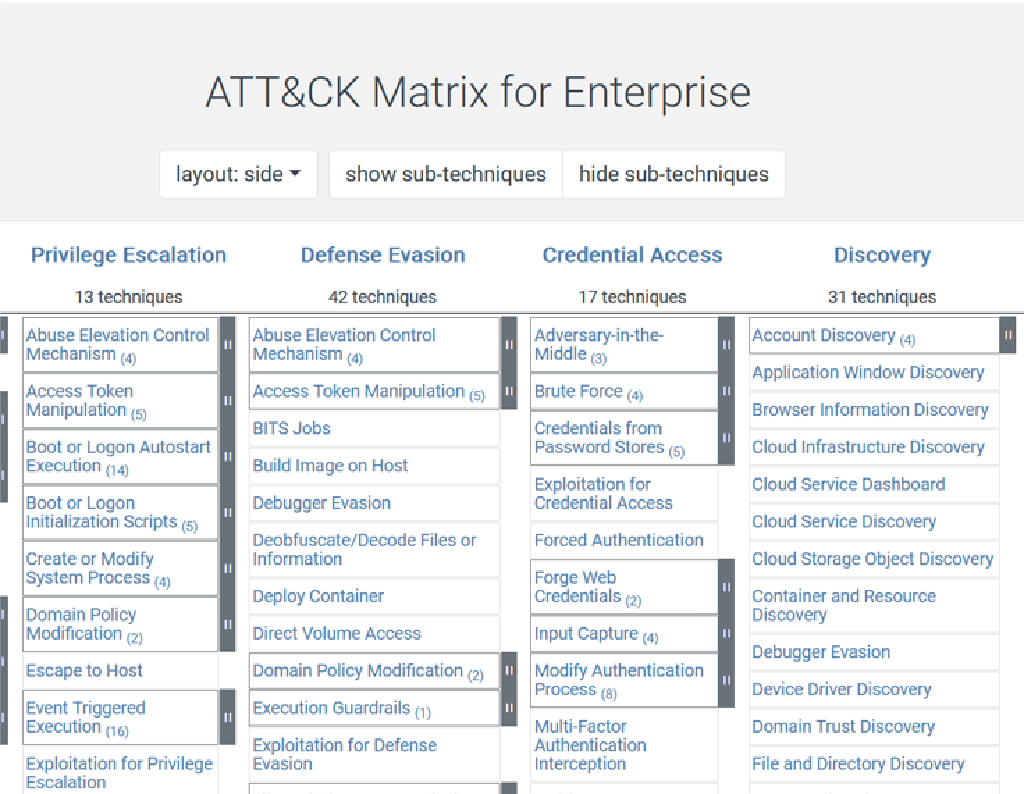 ATT&CK Matrix for Enterprise
layout: side
show sub-techniques
hide sub-techniques
Privilege Escalation
13 techniques
Abuse Elevation Control
Mechanism (4)
Access Token
Manipulation (5)
Boot or Logon Autostart
Execution (14)
Boot or Logon
Initialization Scripts (5)
Create or Modify
System Process (4)
Domain Policy
Modification (2)
Escape to Host
Event Triggered
Execution (16)
Exploitation for Privilege
Escalation
Defense Evasion
42 techniques
Abuse Elevation Control
Mechanism (4)
Access Token Manipulation (5)
BITS Jobs
Build Image on Host
Debugger Evasion
Deobfuscate/Decode Files or
Information
Deploy Container
Direct Volume Access
Domain Policy Modification (2)
Execution Guardrails (1)
Exploitation for Defense
Evasion
Credential Access
17 techniques
Adversary-in-the-
Middle (3)
Brute Force (4)
Credentials from
Password Stores (5)
Exploitation for
Credential Access
Forced Authentication
Forge Web
Credentials (2)
Input Capture (4)
Modify Authentication
Process (8)
Multi-Factor
Authentication
Interception
Discovery
31 techniques
Account Discovery (4)
Application Window Discovery
Browser Information Discovery
Cloud Infrastructure Discovery
Cloud Service Dashboard
Cloud Service Discovery
Cloud Storage Object Discovery
Container and Resource
Discovery
Debugger Evasion
Device Driver Discovery
Domain Trust Discovery
File and Directory Discovery